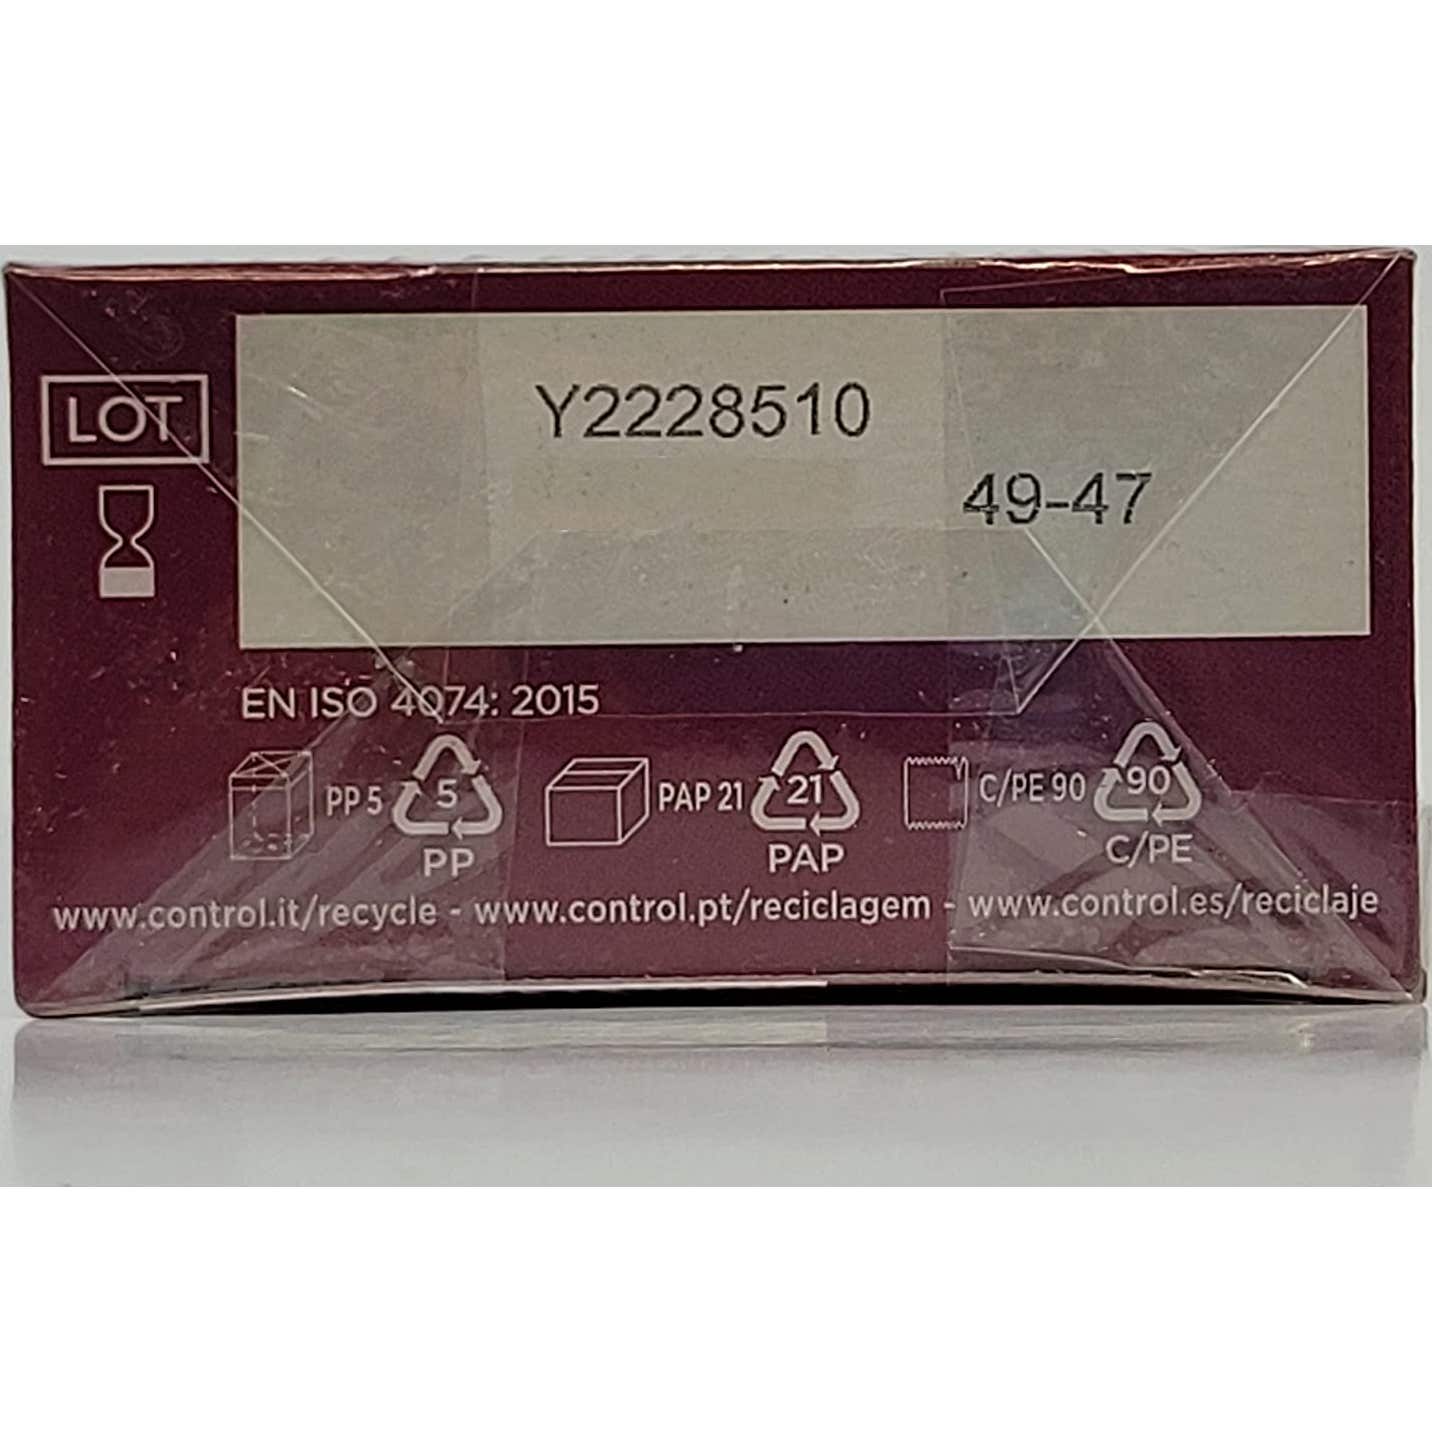 LOT
Y2228510
49-47
EN ISO 4074: 2015
PP 5 5 PP
PAP 21 21 PAP
C/PE 90 90 C/PE
www.control.it/recycle - www.control.pt/reciclagem - www.control.es/reciclaje